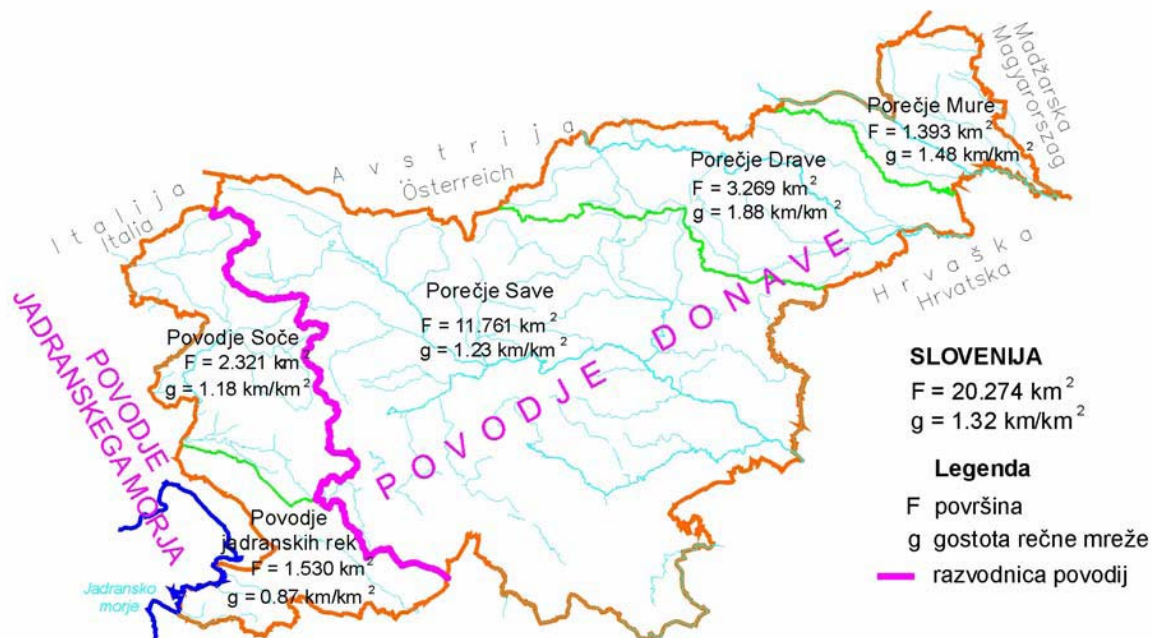 Italija
Italia
Avstrija
Österreich
Madžarska
Magyarország
Hrvaška
Hrvatska
Porečje Mure
F = 1.393 km²
g = 1.48 km/km²
Porečje Drave
F = 3.269 km²
g = 1.88 km/km²
Porečje Save
F = 11.761 km²
g = 1.23 km/km²
Povodje Soče
F = 2.321 km²
g = 1.18 km/km²
Povodje
jadranskih rek
F = 1.530 km²
g = 0.87 km/km²
POVODJE DONAVE
POVODJE
JADRANSKEGA MORJA
Jadransko
morje
SLOVENIJA
F = 20.274 km²
g = 1.32 km/km²
Legenda
F površina
g gostota rečne mreže
razvodnica povodij